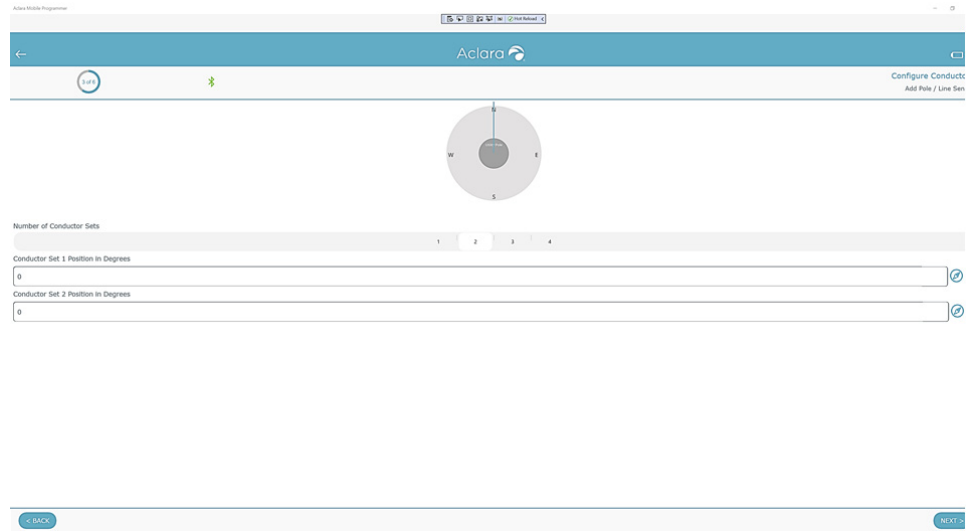 Aclara Mobile Programmer
Hot Reload
Aclara
3 of 6
Configure Conducto
Add Pole / Line Sen
N
W
E
S
Number of Conductor Sets
1 2 3 4
Conductor Set 1 Position in Degrees
0
Conductor Set 2 Position in Degrees
0
< BACK
NEXT >